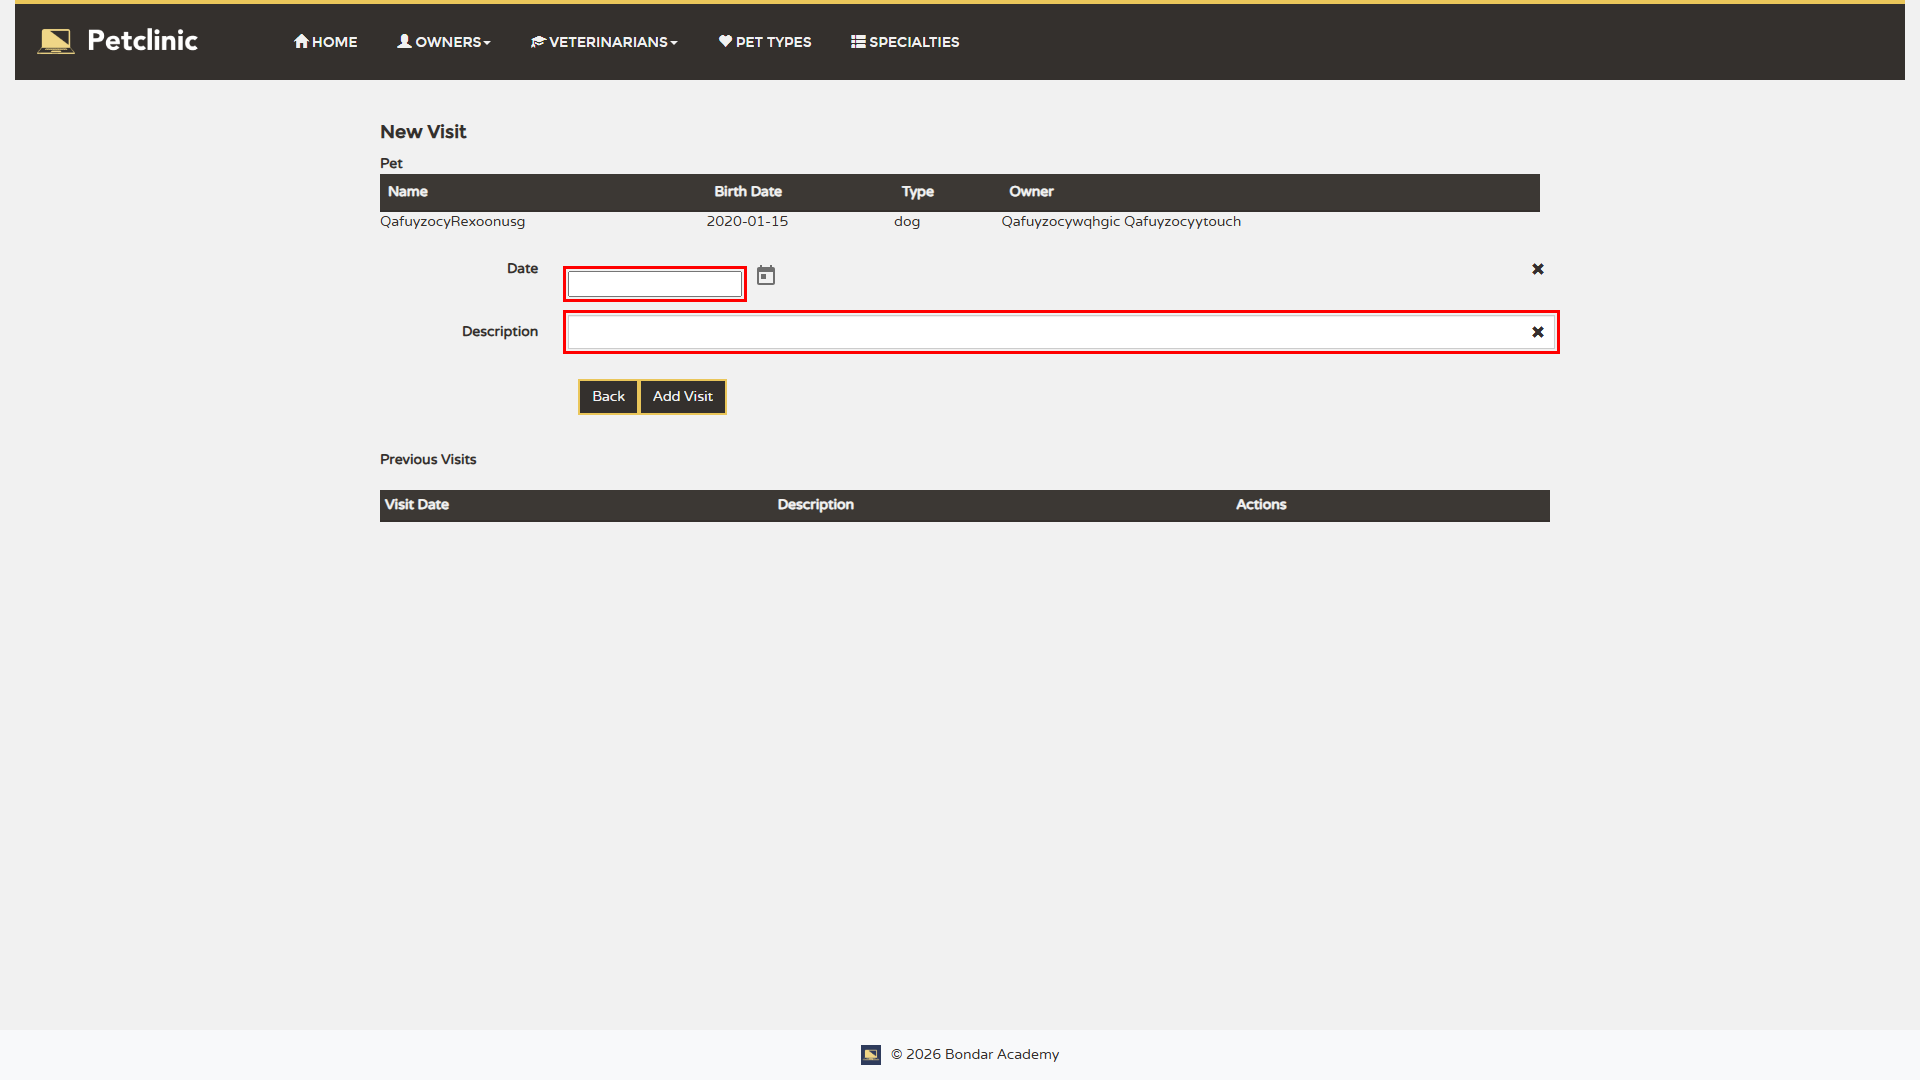 Petclinic HOME OWNERS VETERINARIANS PET TYPES SPECIALTIES
New Visit
Pet
Name Birth Date Type Owner
QafuyzocyRexoonusg 2020-01-15 dog Qafuyzocywqhgic Qafuyzocyytouch
Date
Description
Back Add Visit
Previous Visits
Visit Date Description Actions
© 2026 Bondar Academy